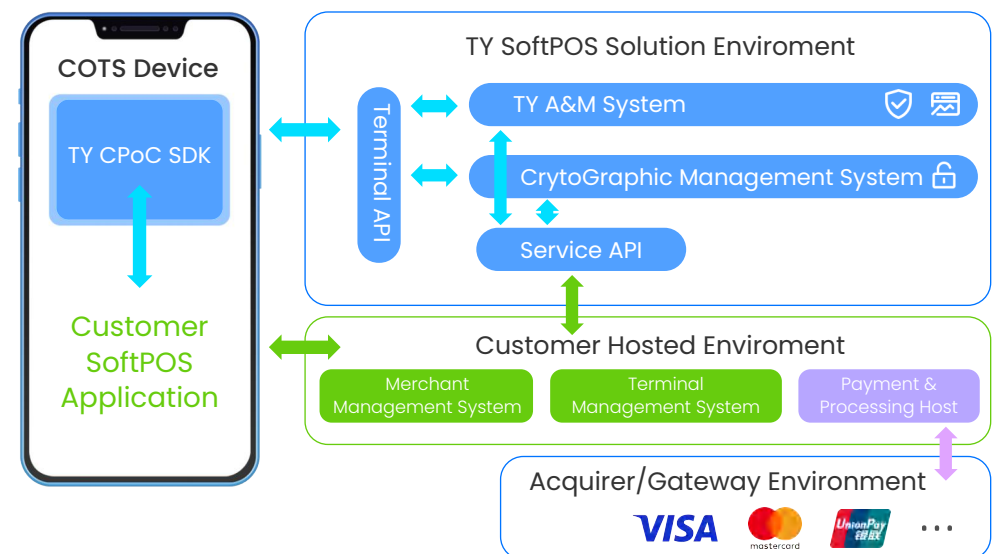 COTS Device
TY CPoC SDK
Customer
SoftPOS
Application
TY SoftPOS Solution Enviroment
Terminal API
TY A&M System
CrytoGraphic Management System
Service API
Customer Hosted Enviroment
Merchant
Management System
Terminal
Management System
Payment &
Processing Host
Acquirer/Gateway Environment
VISA
mastercard
UnionPay
银联
...